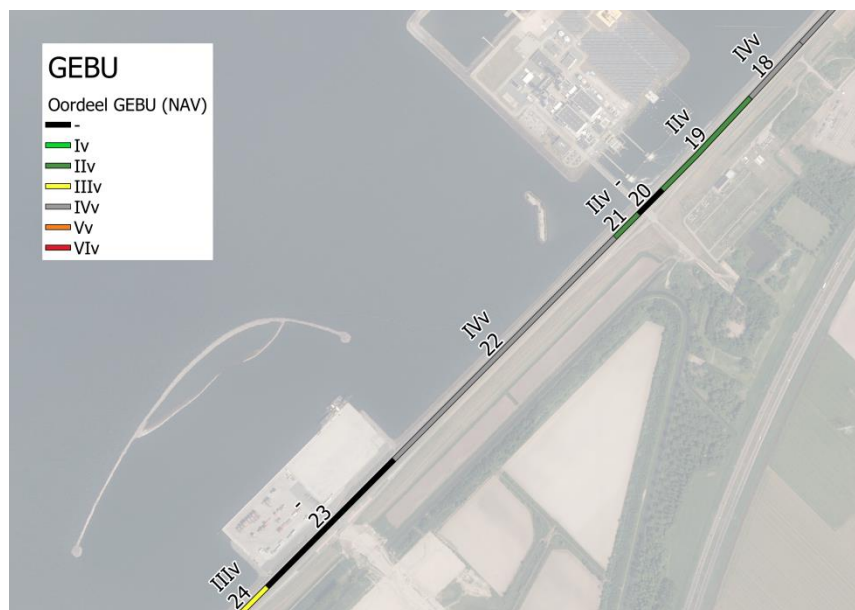 GEBU
Oordeel GEBU (NAV)
-
Iv
IIv
IIIv
IVv
Vv
VIv
IVv
18
IIv
19
-
20
IIv
21
IVv
22
-
23
IIIv
24